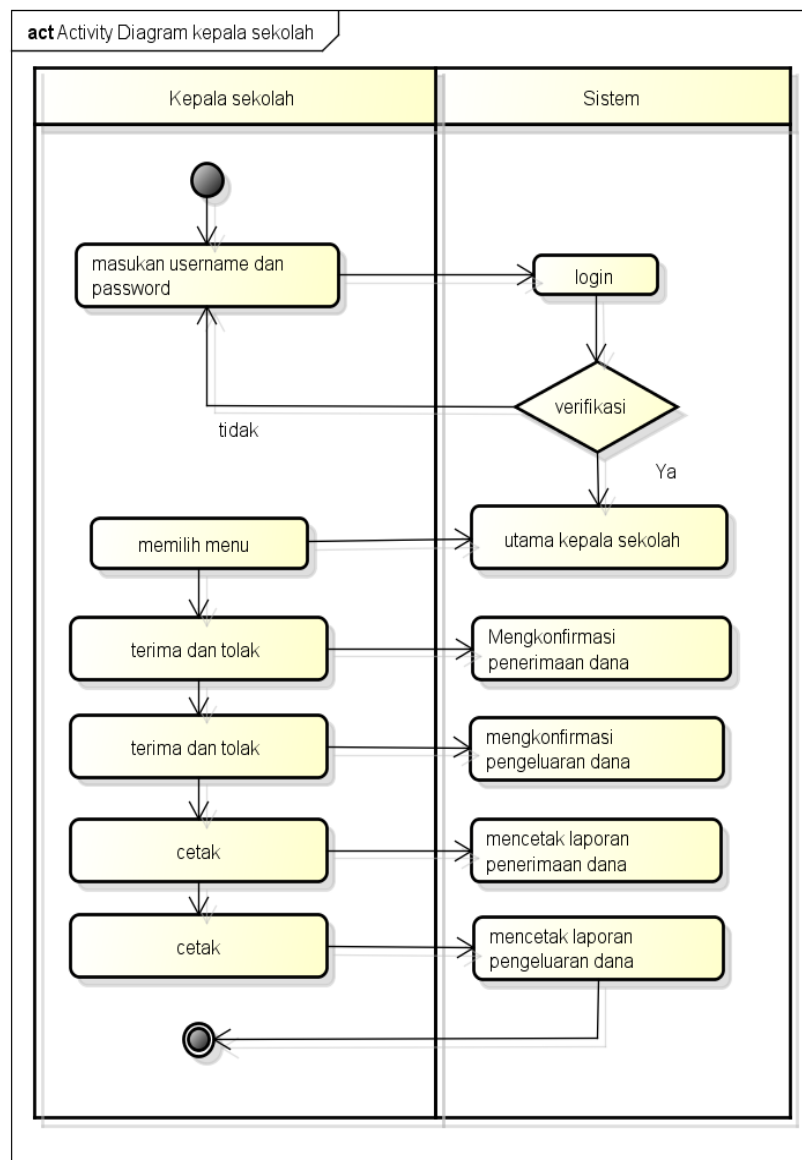 act Activity Diagram kepala sekolah
Kepala sekolah
Sistem
masukan username dan
password
login
verifikasi
tidak
Ya
memilih menu
utama kepala sekolah
terima dan tolak
Mengkonfirmasi
penerimaan dana
terima dan tolak
mengkonfirmasi
pengeluaran dana
cetak
mencetak laporan
penerimaan dana
cetak
mencetak laporan
pengeluaran dana